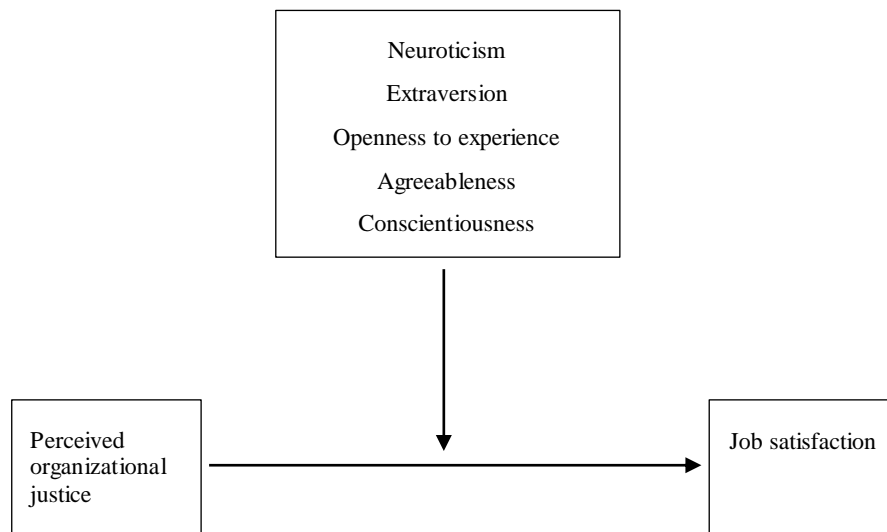 Neuroticism
Extraversion
Openness to experience
Agreeableness
Conscientiousness
Perceived
organizational
justice
Job satisfaction